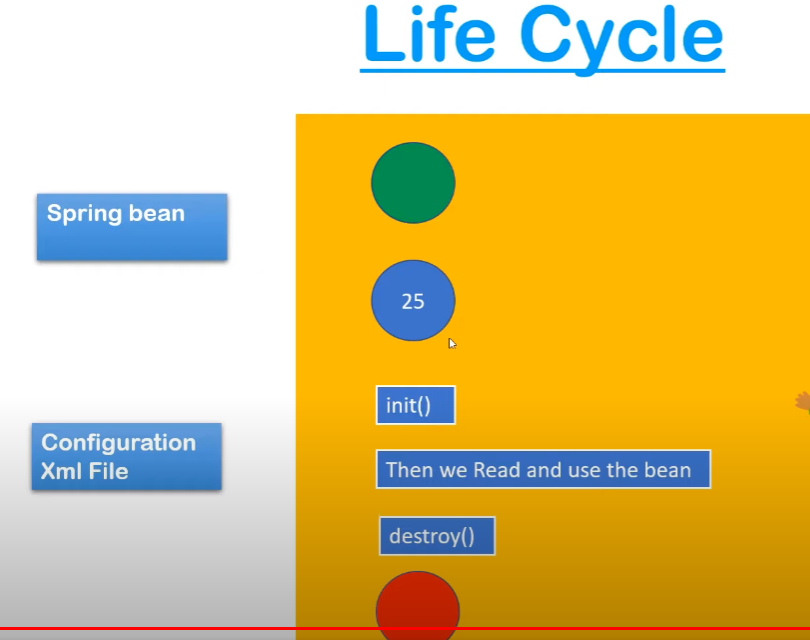 Life Cycle
Spring bean
25
init()
Configuration
Xml File
Then we Read and use the bean
destroy()